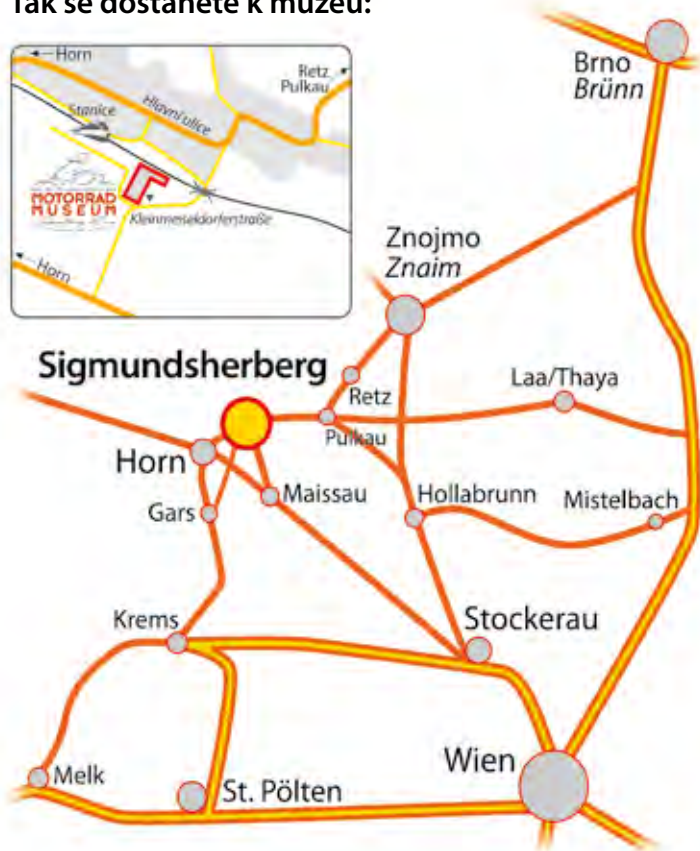 Tak se dostanete k muzeu:
Horn
Retz
Pulkau
Stanice
Hlavní ulice
MOTORRAD
MUSEUM
Kleinmeiseldorferstraße
Horn
Brno
Brünn
Znojmo
Znaim
Sigmundsherberg
Retz
Laa/Thaya
Pulkau
Horn
Maissau
Hollabrunn
Mistelbach
Gars
Krems
Stockerau
Wien
Melk
St. Pölten